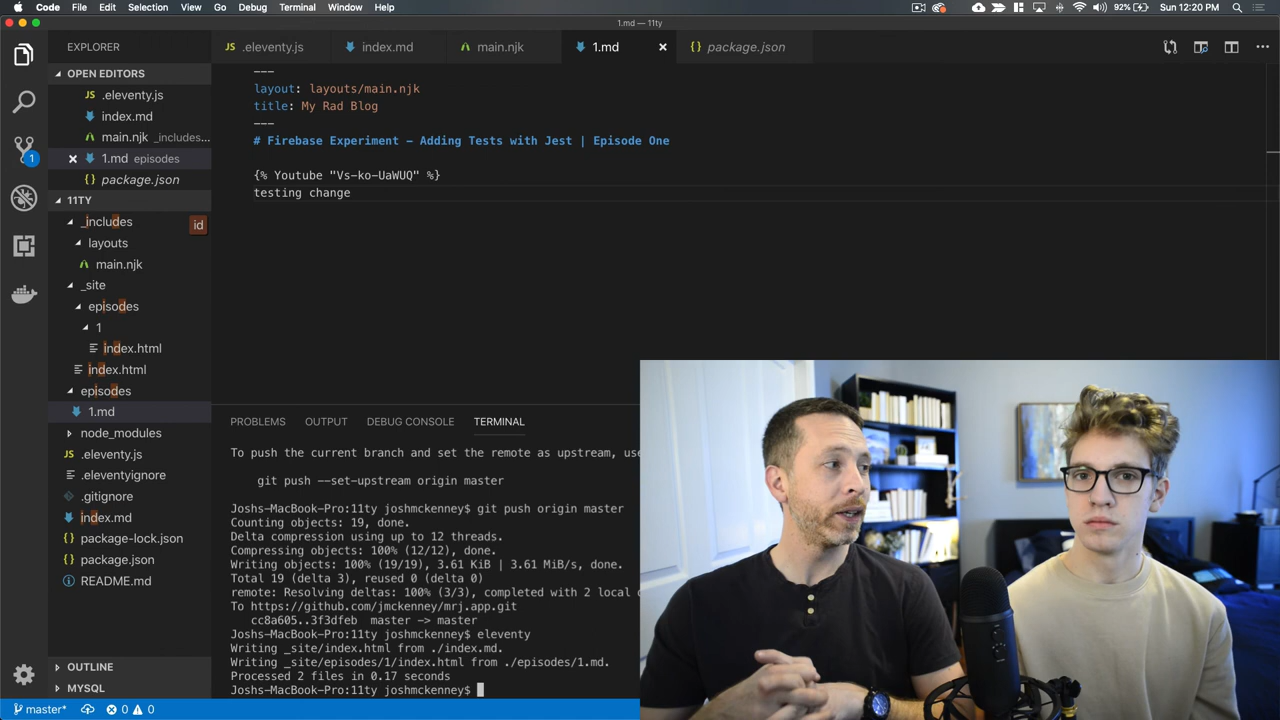 Code File Edit Selection View Go Debug Terminal Window Help 92% Sun 12:20 PM
1.md — 11ty
EXPLORER
.eleventy.js index.md main.njk 1.md package.json
OPEN EDITORS
.eleventy.js
index.md
main.njk _includes...
1.md episodes
package.json
11TY
_includes
id
layouts
main.njk
_site
episodes
1
index.html
index.html
episodes
1.md
node_modules
.eleventy.js
.eleventyignore
.gitignore
index.md
package-lock.json
package.json
README.md
OUTLINE
MYSQL
1
---
layout: layouts/main.njk
title: My Rad Blog
---
# Firebase Experiment - Adding Tests with Jest | Episode One
{% Youtube "Vs-ko-UaWUQ" %}
testing change
PROBLEMS OUTPUT DEBUG CONSOLE TERMINAL
To push the current branch and set the remote as upstream, use
git push --set-upstream origin master
Joshs-MacBook-Pro:11ty joshmckenney$ git push origin master
Counting objects: 19, done.
Delta compression using up to 12 threads.
Compressing objects: 100% (12/12), done.
Writing objects: 100% (19/19), 3.61 KiB | 3.61 MiB/s, done.
Total 19 (delta 3), reused 0 (delta 0)
remote: Resolving deltas: 100% (3/3), completed with 2 local
To https://github.com/jmckenney/mrj.app.git
cc8a605..3f3dfeb master -> master
Joshs-MacBook-Pro:11ty joshmckenney$ eleventy
Writing _site/index.html from ./index.md.
Writing _site/episodes/1/index.html from ./episodes/1.md.
Processed 2 files in 0.17 seconds
Joshs-MacBook-Pro:11ty joshmckenney$
master* 0 0